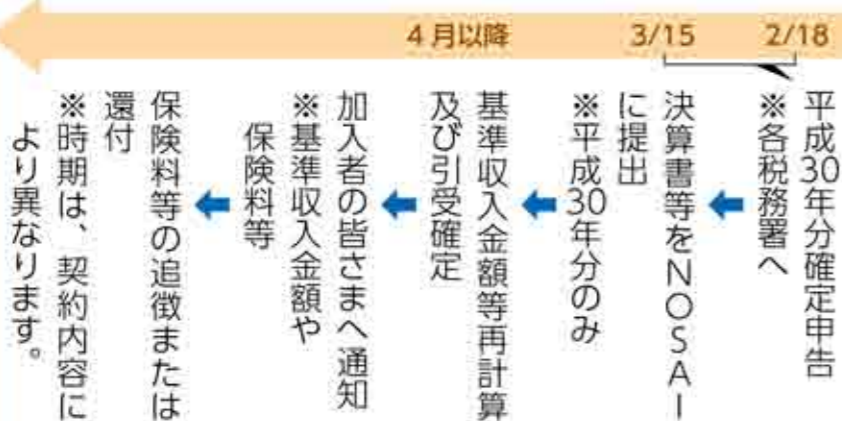 2/18
3/15
4月以降
平成30年分確定申告
※各税務署へ
決算書等をNOSAI
に提出
※平成30年分のみ
基準収入金額等再計算
及び引受確定
加入者の皆さまへ通知
※基準収入金額や
保険料等
保険料等の追徴または
還付
※時期は、契約内容に
より異なります。